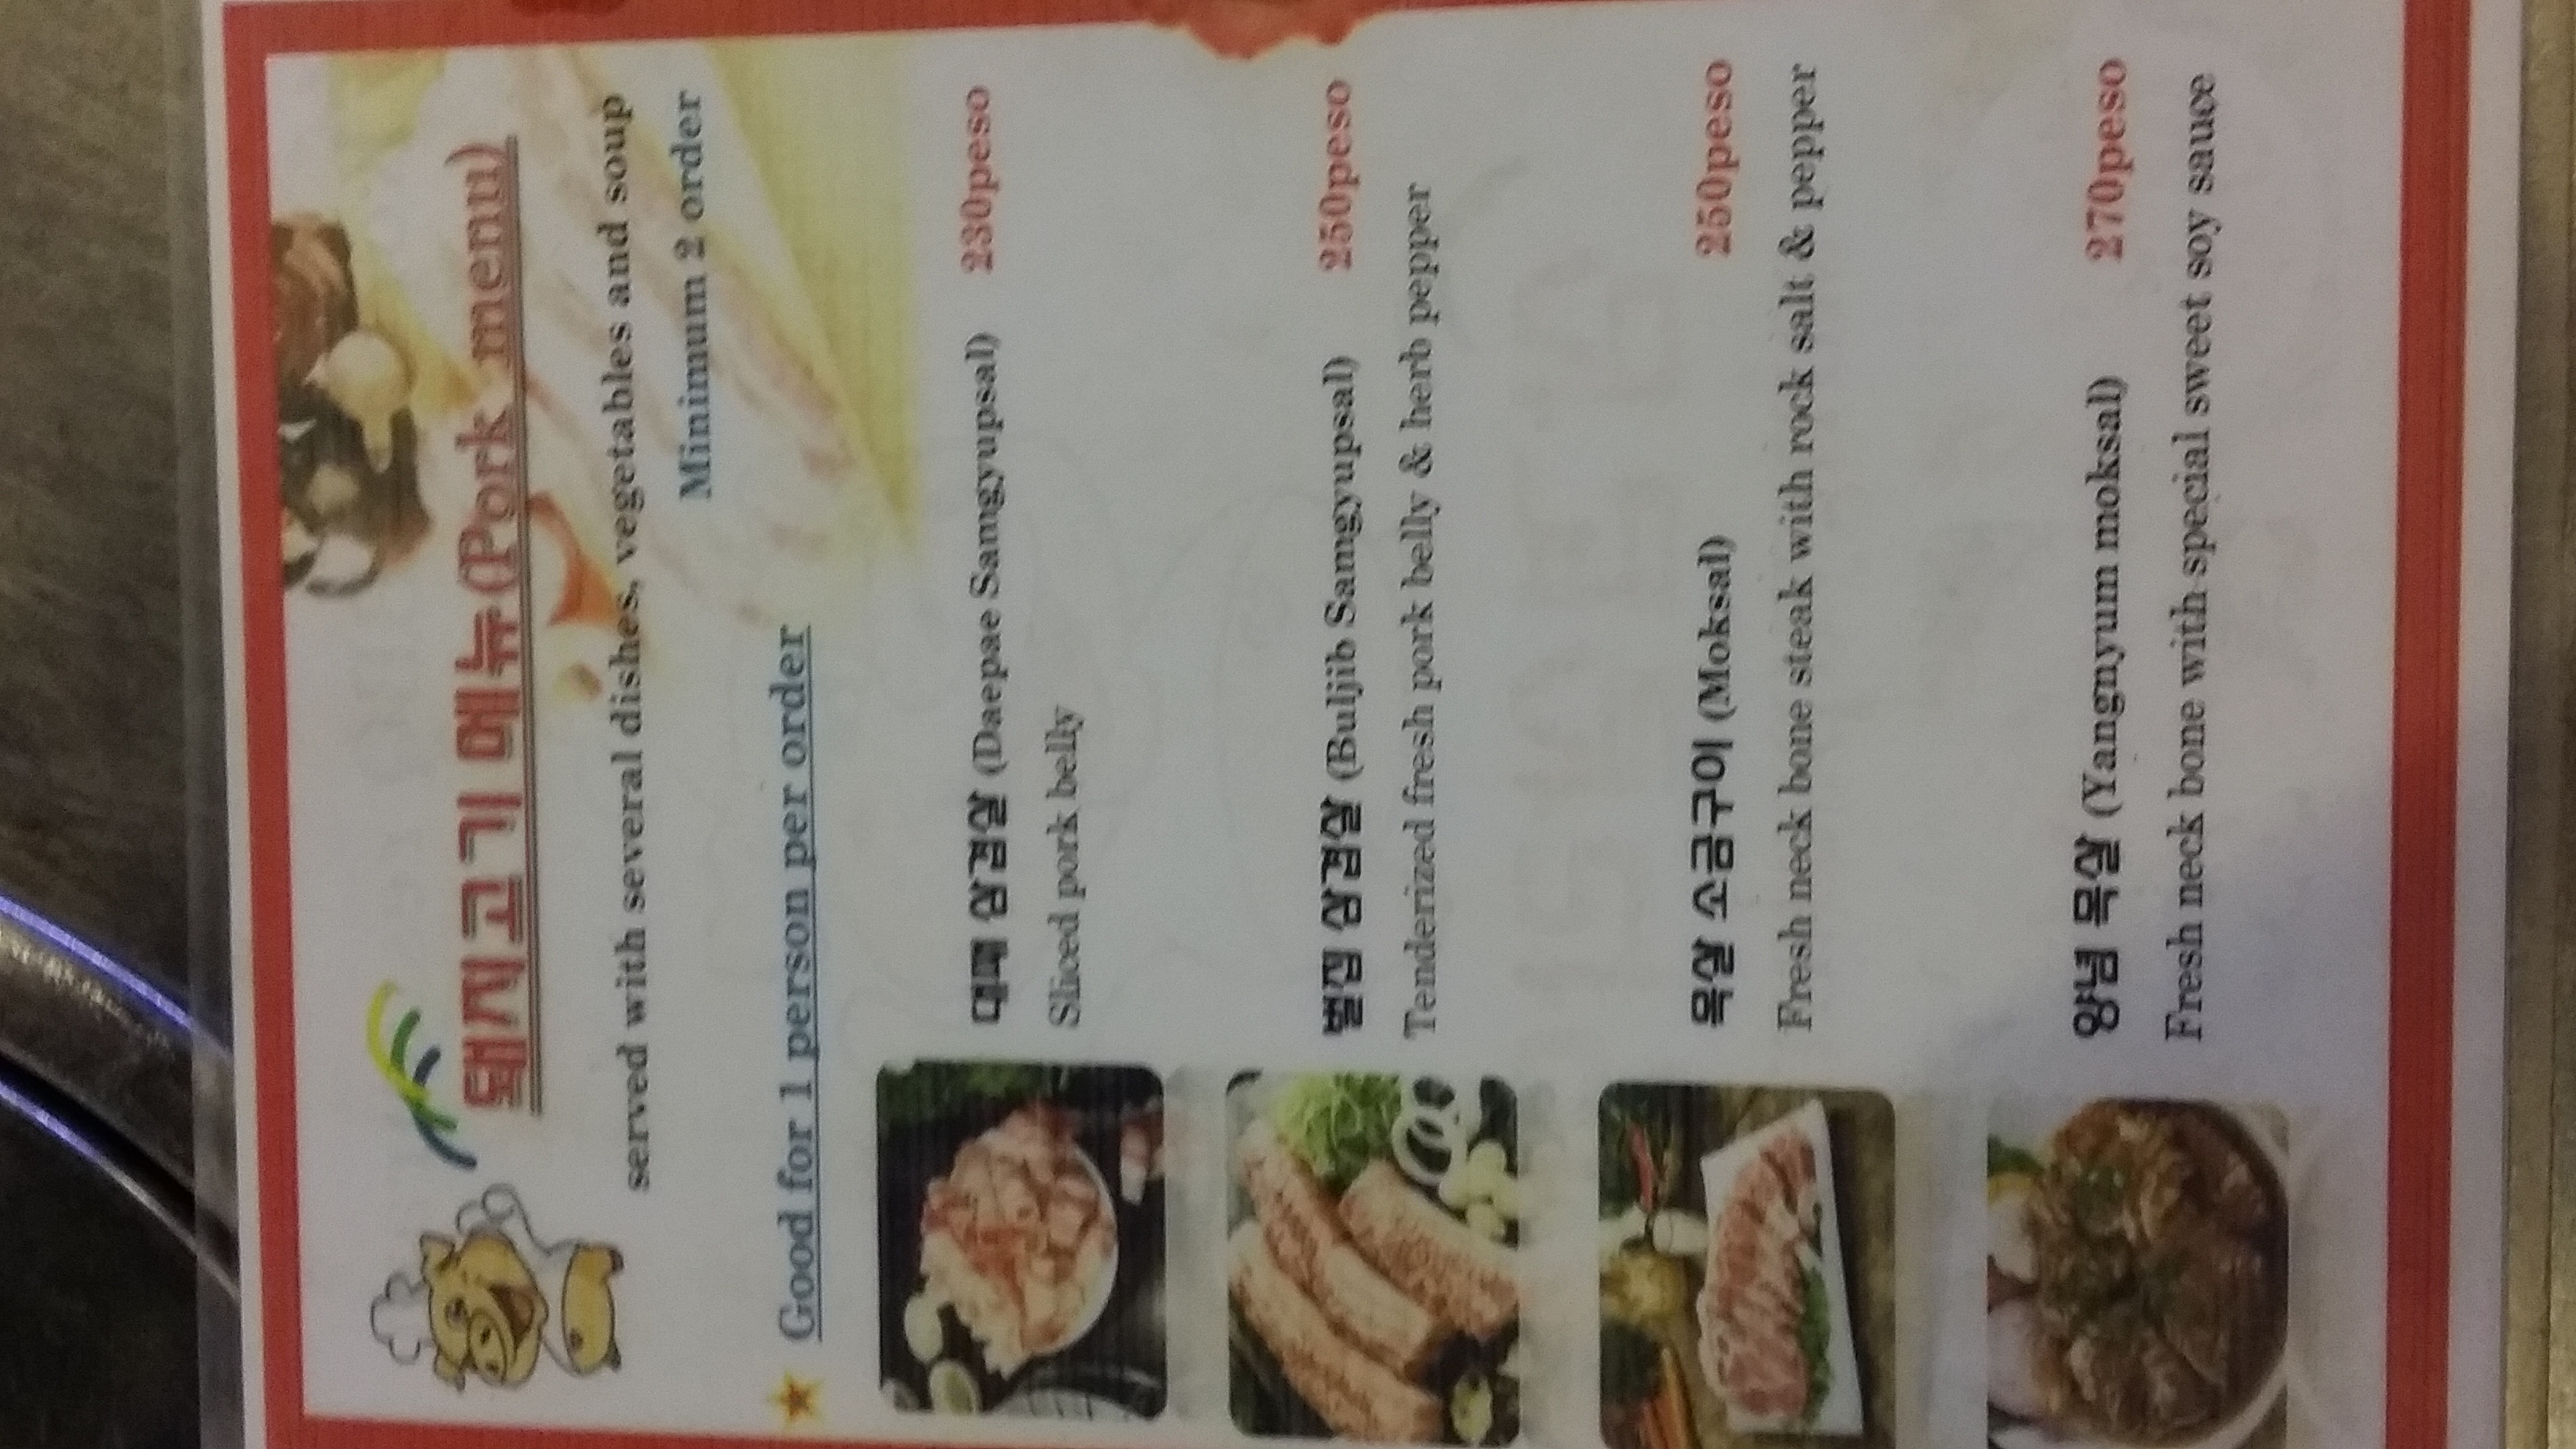 돼지고기 메뉴(Pork menu)
served with several dishes, vegetables and soup
Minimum 2 order
Good for 1 person per order
대패 삼겹살 (Daepae Samgyupsal) 230peso
Sliced pork belly
벌집 삼겹살 (Buljib Samgyupsal) 250peso
Tenderized fresh pork belly & herb pepper
목살 소금구이 (Moksal) 250peso
Fresh neck bone steak with rock salt & pepper
양념 목살 (Yangnyum moksal) 270peso
Fresh neck bone with special sweet soy sauce